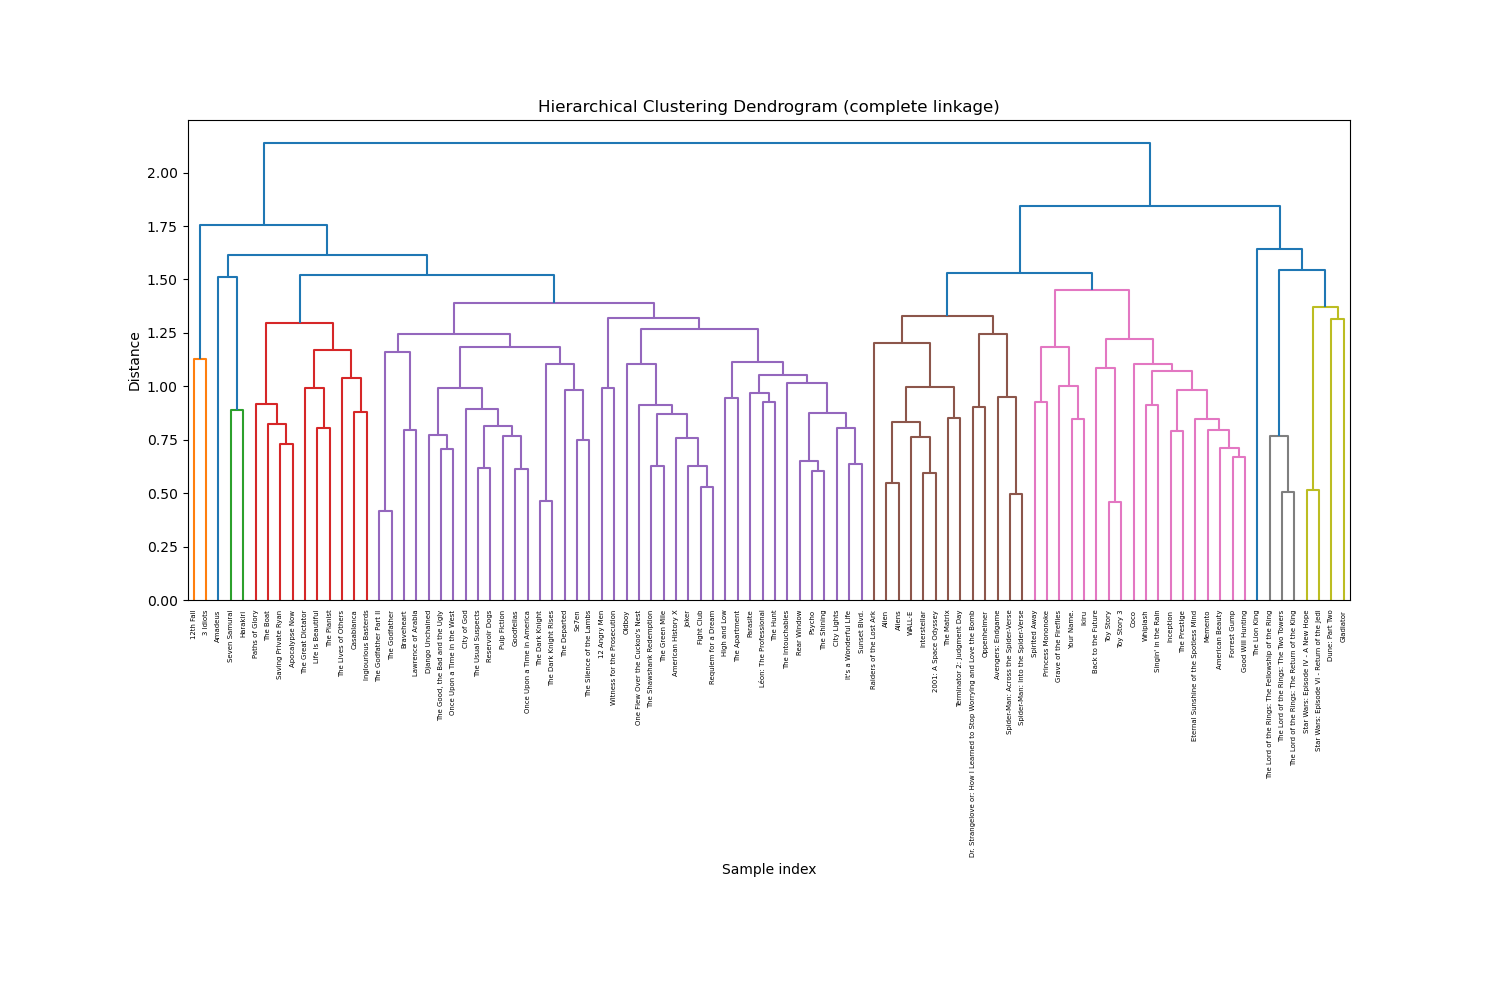 Hierarchical Clustering Dendrogram (complete linkage)
Distance
2.00
1.75
1.50
1.25
1.00
0.75
0.50
0.25
0.00
12th Fail
3 Idiots
Amadeus
Seven Samurai
Harakiri
Paths of Glory
The Boat
Saving Private Ryan
Apocalypse Now
The Great Dictator
Life Is Beautiful
The Pianist
The Lives of Others
Casablanca
Inglourious Basterds
The Godfather Part II
The Godfather
Braveheart
Lawrence of Arabia
Django Unchained
The Good, the Bad and the Ugly
Once Upon a Time in the West
City of God
The Usual Suspects
Reservoir Dogs
Pulp Fiction
Goodfellas
Once Upon a Time in America
The Dark Knight
The Dark Knight Rises
The Departed
Se7en
The Silence of the Lambs
12 Angry Men
Witness for the Prosecution
Oldboy
One Flew Over the Cuckoo's Nest
The Shawshank Redemption
The Green Mile
American History X
Joker
Fight Club
Requiem for a Dream
High and Low
The Apartment
Parasite
Léon: The Professional
The Hunt
The Intouchables
Rear Window
Psycho
The Shining
City Lights
It's a Wonderful Life
Sunset Blvd.
Raiders of the Lost Ark
Alien
Aliens
WALL·E
Interstellar
2001: A Space Odyssey
The Matrix
Terminator 2: Judgment Day
Dr. Strangelove or: How I Learned to Stop Worrying and Love the Bomb
Oppenheimer
Avengers: Endgame
Spider-Man: Across the Spider-Verse
Spider-Man: Into the Spider-Verse
Spirited Away
Princess Mononoke
Grave of the Fireflies
Your Name.
Ikiru
Back to the Future
Toy Story
Toy Story 3
Coco
Whiplash
Singin' in the Rain
Inception
The Prestige
Eternal Sunshine of the Spotless Mind
Memento
American Beauty
Forrest Gump
Good Will Hunting
The Lion King
The Lord of the Rings: The Fellowship of the Ring
The Lord of the Rings: The Two Towers
The Lord of the Rings: The Return of the King
Star Wars: Episode IV - A New Hope
Star Wars: Episode VI - Return of the Jedi
Dune: Part Two
Gladiator
Sample index